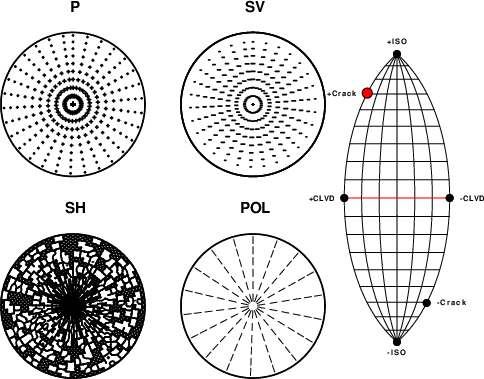 P
SV
+ISO
+Crack
+CLVD
-CLVD
SH
POL
-Crack
-ISO